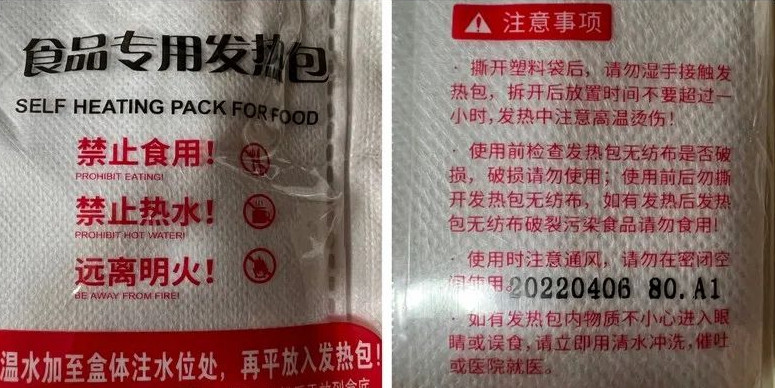 食品专用发热包
SELF HEATING PACK FOR FOOD
禁止食用！
PROHIBIT EATING!
禁止热水！
PROHIBIT HOT WATER!
远离明火！
BE AWAY FROM FIRE!
温水加至盒体注水位处，再平放入发热包！
注意事项
· 撕开塑料袋后，请勿湿手接触发
热包，拆开后放置时间不要超过一
小时，发热中注意高温烫伤！
· 使用前检查发热包无纺布是否破
损，破损请勿使用；使用前后勿撕
开发热包无纺布，如有发热后发热
包无纺布破裂污染食品请勿食用！
· 使用时注意通风，请勿在密闭空
间使用。
20220406 80.A1
· 如有发热包内物质不小心进入眼
睛或误食，请立即用清水冲洗，催吐
或医院就医。